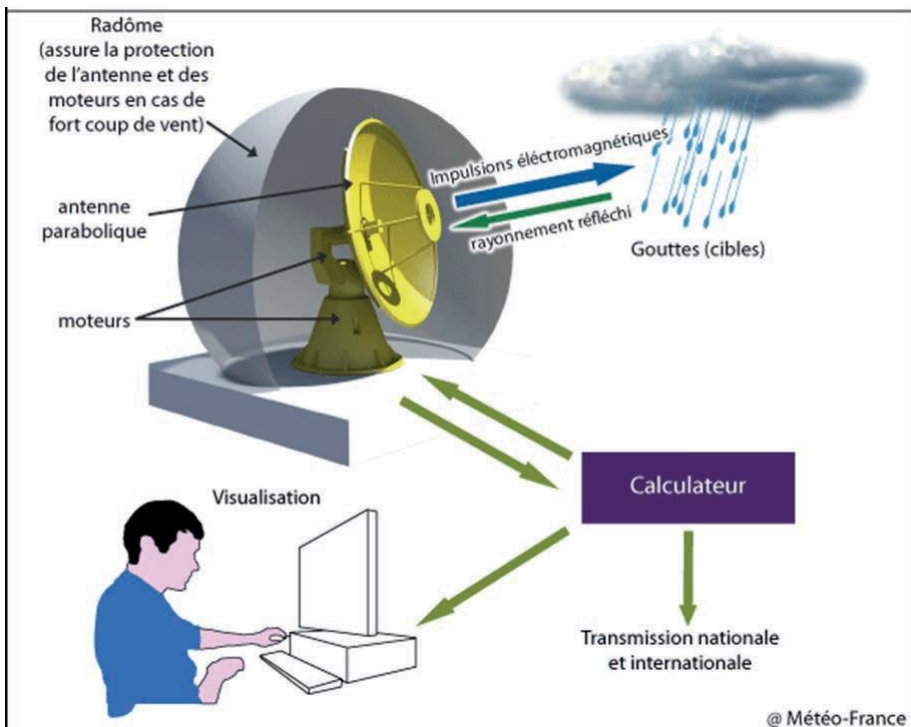 Radôme
(assure la protection
de l'antenne et des
moteurs en cas de
fort coup de vent)
Impulsions éléctromagnétiques
rayonnement réfléchi
antenne
parabolique
Gouttes (cibles)
moteurs
Calculateur
Visualisation
Transmission nationale
et internationale
@ Météo-France